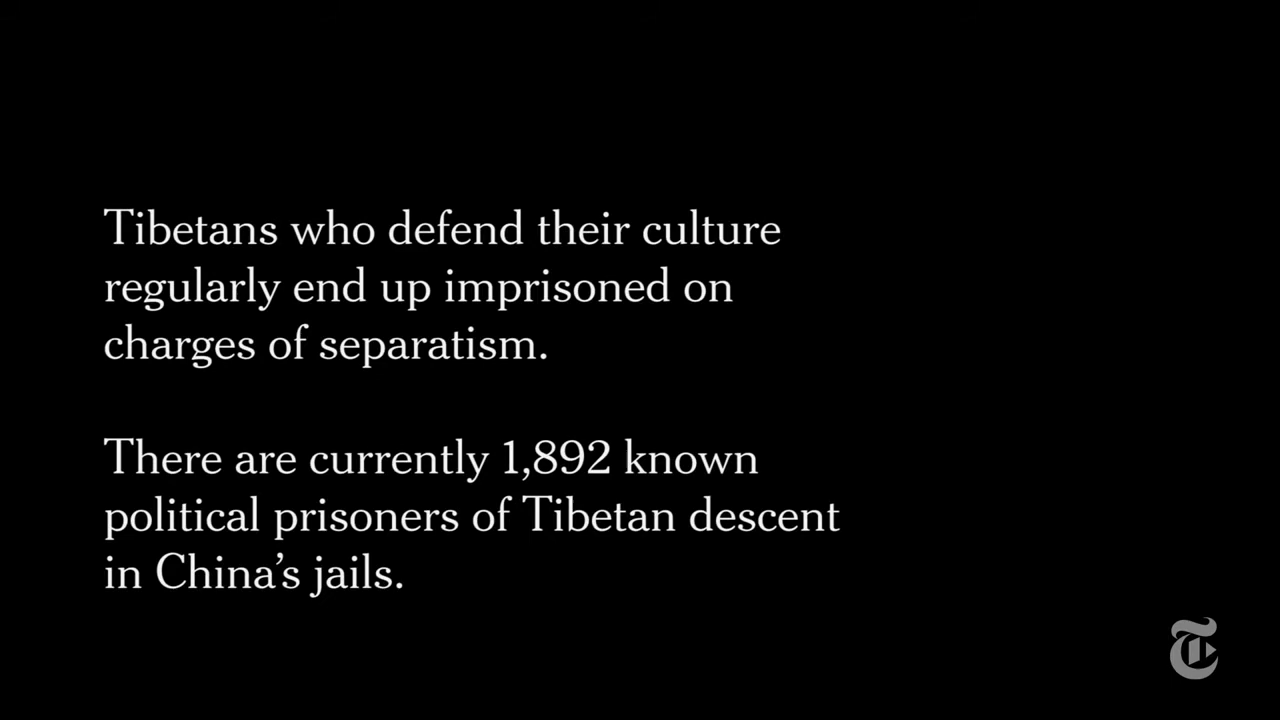 Tibetans who defend their culture
regularly end up imprisoned on
charges of separatism.
There are currently 1,892 known
political prisoners of Tibetan descent
in China’s jails.
T